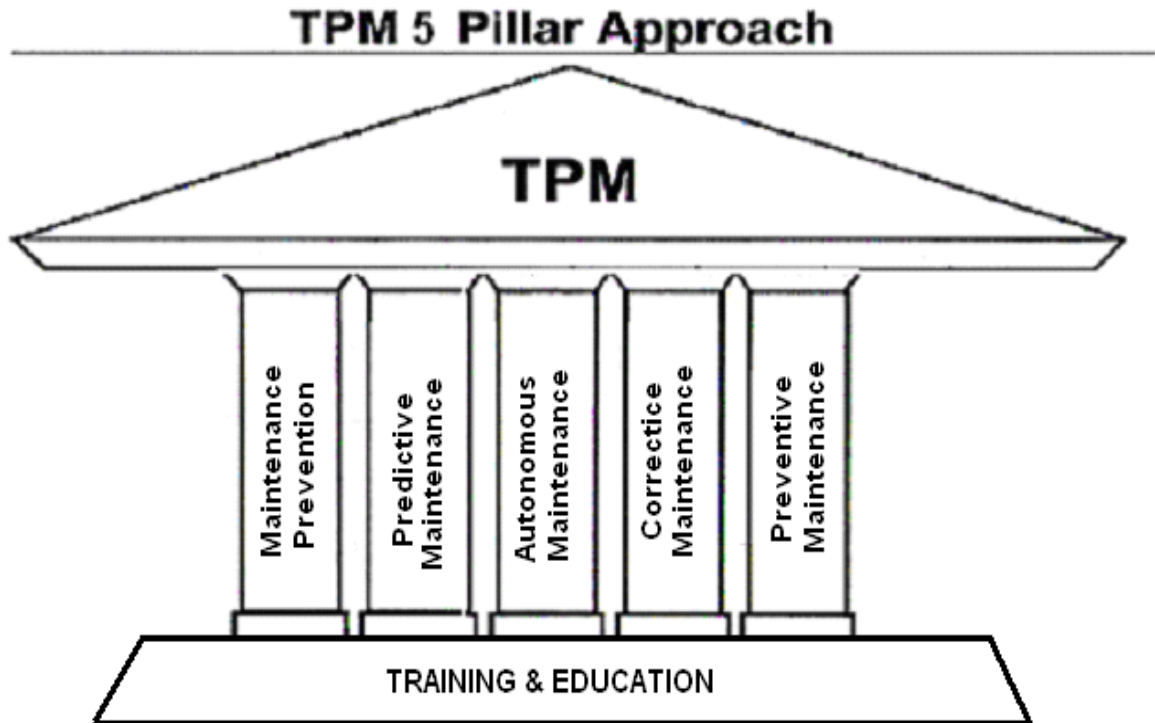 TPM 5 Pillar Approach
TPM
Maintenance
Prevention
Predictive
Maintenance
Autonomous
Maintenance
Correctice
Maintenance
Preventive
Maintenance
TRAINING & EDUCATION